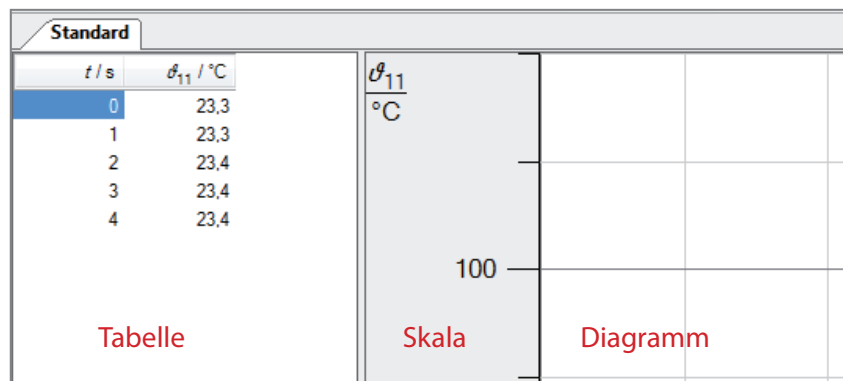 Standard
t / s ϑ11 / °C
0 23,3
1 23,3
2 23,4
3 23,4
4 23,4
ϑ11
°C
100
Tabelle
Skala
Diagramm